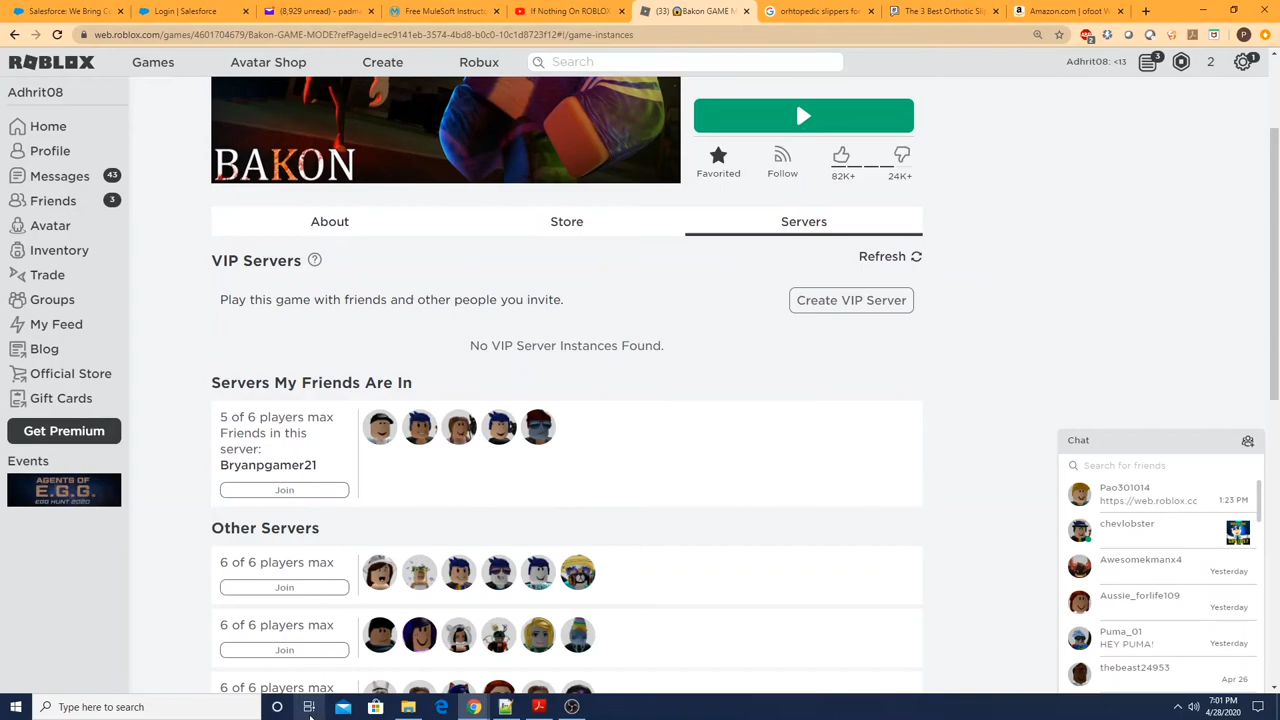 Salesforce: We Bring Co
Login | Salesforce
(8,929 unread) - padm
Free MuleSoft Instructo
If Nothing On ROBLOX
(33) Bakon GAME M
orhtopedic slippers for
The 3 Best Orthotic Sli
Amazon.com | ofoot W
web.roblox.com/games/4601704679/Bakon-GAME-MODE?refPageId=ec9141eb-3574-4bd8-b0c0-10c1d8723f12#!/game-instances
ROBLOX
Games
Avatar Shop
Create
Robux
Search
Adhrit08: <13
3
2
1
Adhrit08
Home
Profile
Messages 43
Friends 3
Avatar
Inventory
Trade
Groups
My Feed
Blog
Official Store
Gift Cards
Get Premium
Events
AGENTS OF
E.G.G.
EGG HUNT 2020
BAKON
Favorited
Follow
82K+
24K+
About
Store
Servers
VIP Servers
Refresh
Play this game with friends and other people you invite.
Create VIP Server
No VIP Server Instances Found.
Servers My Friends Are In
5 of 6 players max
Friends in this
server:
Bryanpgamer21
Join
Other Servers
6 of 6 players max
Join
6 of 6 players max
Join
6 of 6 players max
Chat
Search for friends
Pao301014
https://web.roblox.cc 1:23 PM
chevlobster
Awesomekmanx4
Yesterday
Aussie_forlife109
Yesterday
Puma_01
HEY PUMA! Yesterday
thebeast24953
Apr 26
Type here to search
7:01 PM
4/28/2020